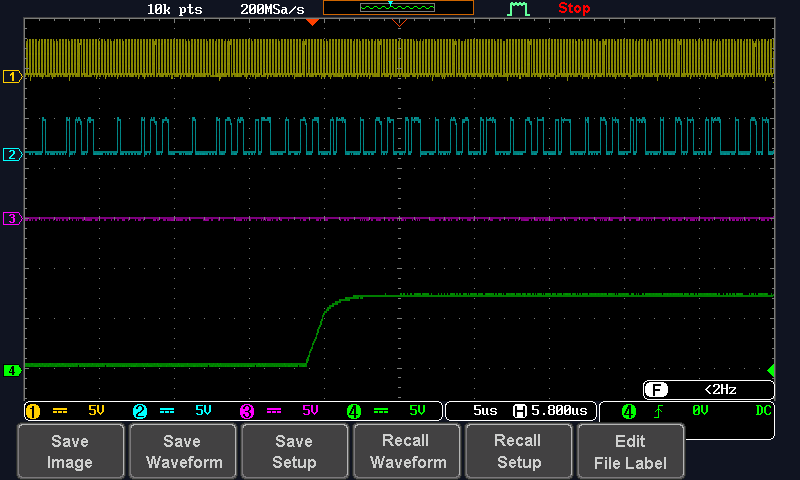 10k pts 200MSa/s Stop
1
2
3
4
F <2Hz
1 5V 2 5V 3 5V 4 5V 5us H 5.800us 4 0V DC
Save Image
Save Waveform
Save Setup
Recall Waveform
Recall Setup
Edit File Label